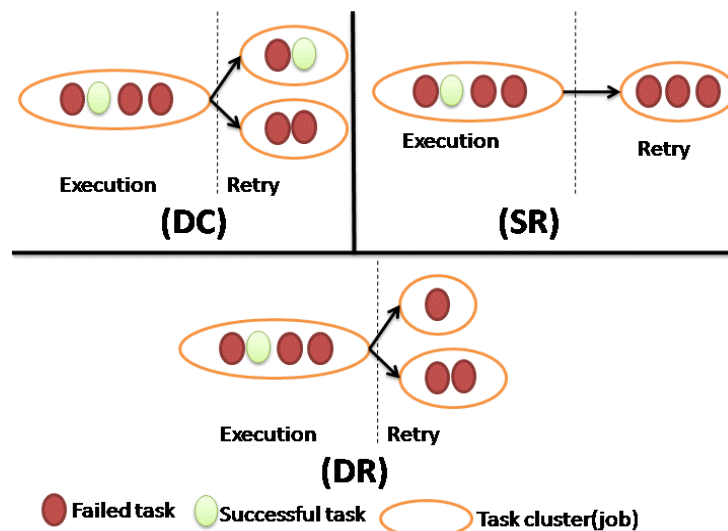 Execution
Retry
(DC)
Execution
Retry
(SR)
Execution
Retry
(DR)
Failed task
Successful task
Task cluster(job)